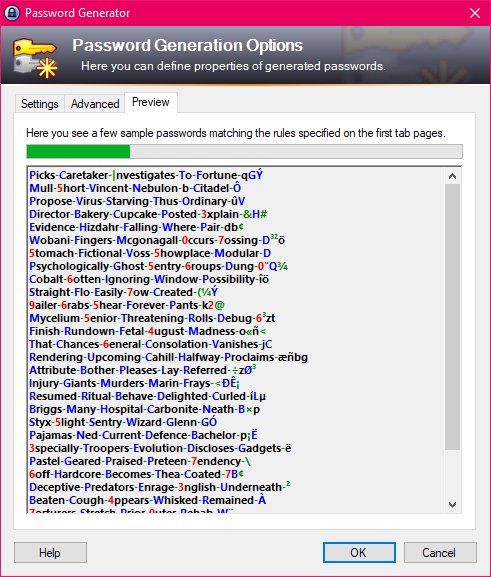 Password Generator
Password Generation Options
Here you can define properties of generated passwords.
Settings Advanced Preview
Here you see a few sample passwords matching the rules specified on the first tab pages.
Picks-Caretaker-|nvestigates-To-Fortune-qGÝ
Mull-5hort-Vincent-Nebulon-b-Citadel-Ô
Propose-Virus-Starving-Thus-Ordinary-ûV
Director-Bakery-Cupcake-Posted-3xplain-&H#
Evidence-Hizdahr-Falling-Where-Pair-db¢
Wobani-Fingers-Mcgonagall-0ccurs-7ossing-D³²ö
5tomach-Fictional-Voss-5howplace-Modular-D
Psychologically-Ghost-5entry-6roups-Dung-0¨Q¾
Cobalt-6otten-Ignoring-Window-Possibility-îö
Straight-Flo-Easily-7ow-Created-(¼Ÿ
9ailer-6rabs-5hear-Forever-Pants-k2@
Mycelium-5enior-Threatening-Rolls-Debug-6³zt
Finish-Rundown-Fetal-4ugust-Madness-o«ñ<
That-Chances-6eneral-Consolation-Vanishes-jC
Rendering-Upcoming-Cahill-Halfway-Proclaims-æñbg
Attribute-Bother-Pleases-Lay-Referred-÷zØ³
Injury-Giants-Murders-Marin-Frays-<ÐÊ¡
Resumed-Ritual-Behave-Delighted-Curled-íLµ
Briggs-Many-Hospital-Carbonite-Neath-B×p
Styx-5light-Sentry-Wizard-Glenn-GÓ
Pajamas-Ned-Current-Defence-Bachelor-p¡Ë
3specially-Troopers-Evolution-Discloses-Gadgets-ë
Pastel-Geared-Praised-Preteen-7endency-\
6off-Hardcore-Becomes-Thea-Coated-7B¢
Deceptive-Predators-Enrage-3nglish-Underneath-²
Beaten-Cough-4ppears-Whisked-Remained-À
7orturers-Stretch-Prior-0uter-Rehab-W¨
Help OK Cancel